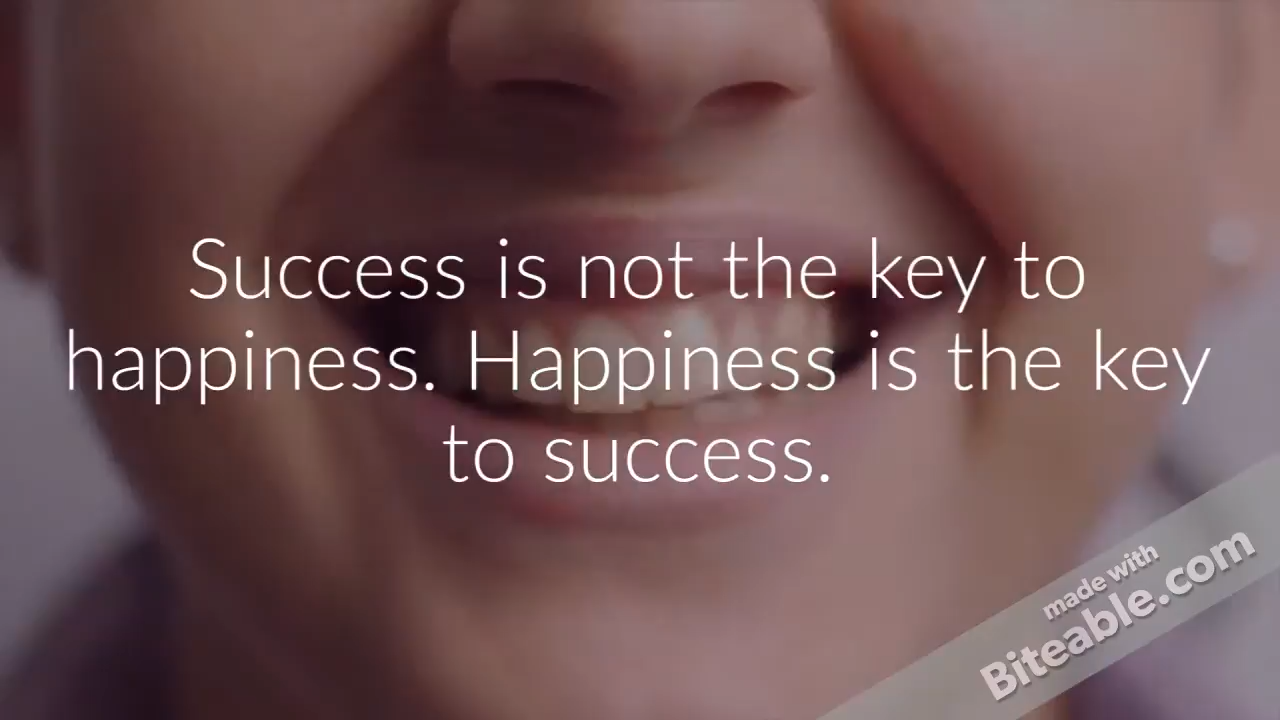 Success is not the key to
happiness. Happiness is the key
to success.
made with
Biteable.com